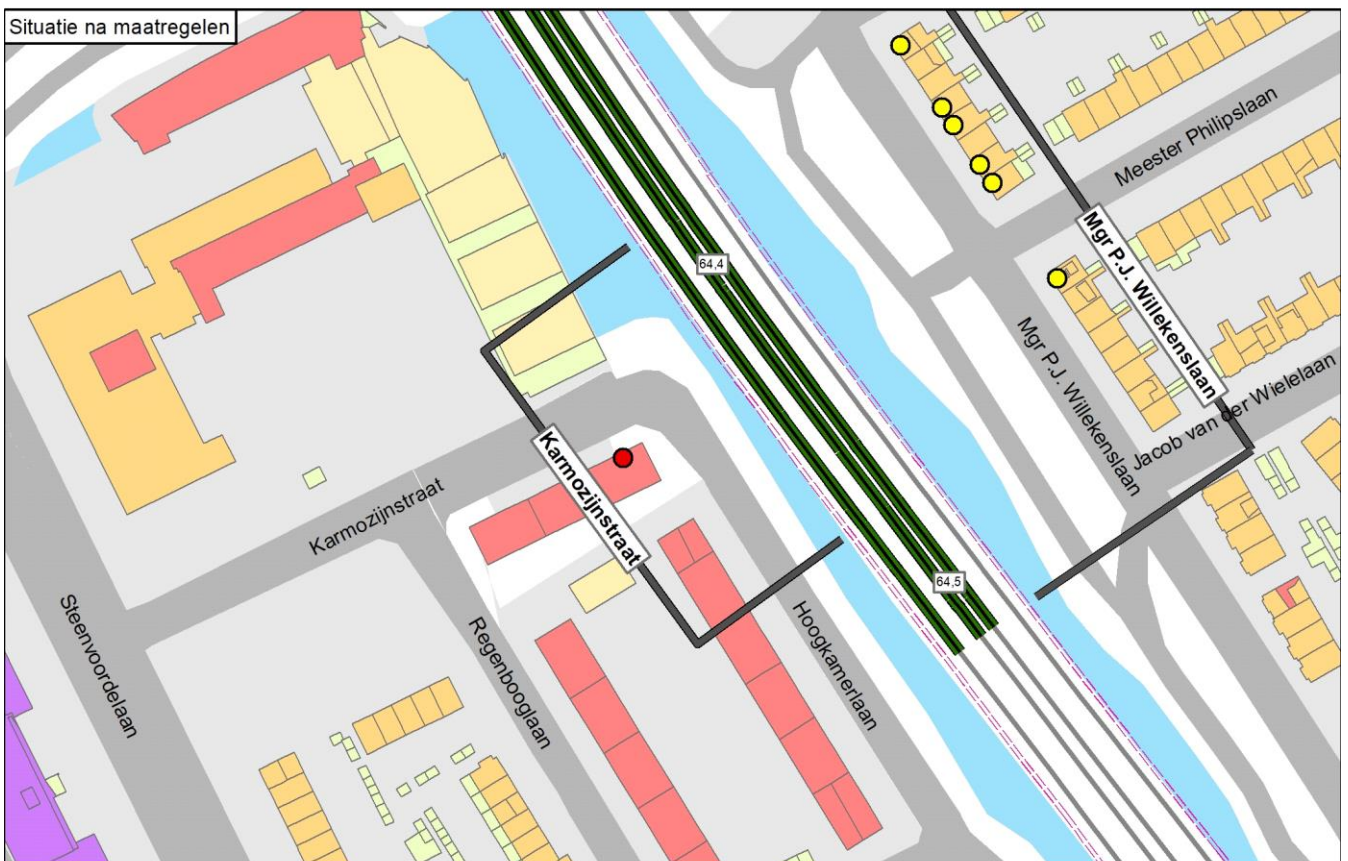 Situatie na maatregelen
Meester Philipslaan
Mgr P.J. Willekenslaan
64,4
Mgr P.J. Willekenslaan
Jacob van der Wielelaan
Karmozijnstraat
Karmozijnstraat
64,5
Steenvoordelaan
Regenbooglaan
Hoogkamerlaan